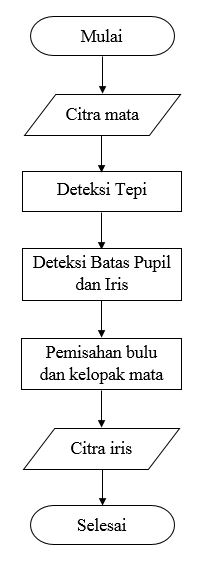 Mulai
Citra mata
Deteksi Tepi
Deteksi Batas Pupil
dan Iris
Pemisahan bulu
dan kelopak mata
Citra iris
Selesai